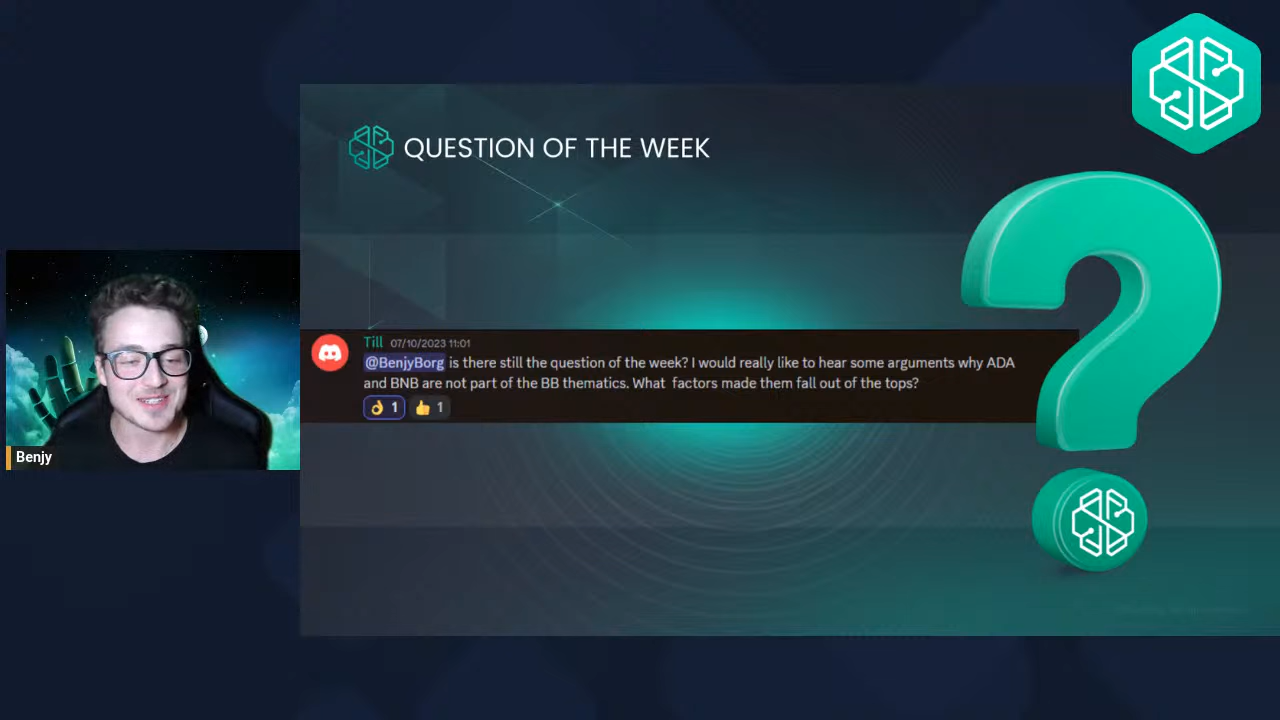 QUESTION OF THE WEEK
Till 07/10/2023 11:01
@BenjyBorg is there still the question of the week? I would really like to hear some arguments why ADA
and BNB are not part of the BB thematics. What factors made them fall out of the tops?
👌 1 👍 1
Benjy